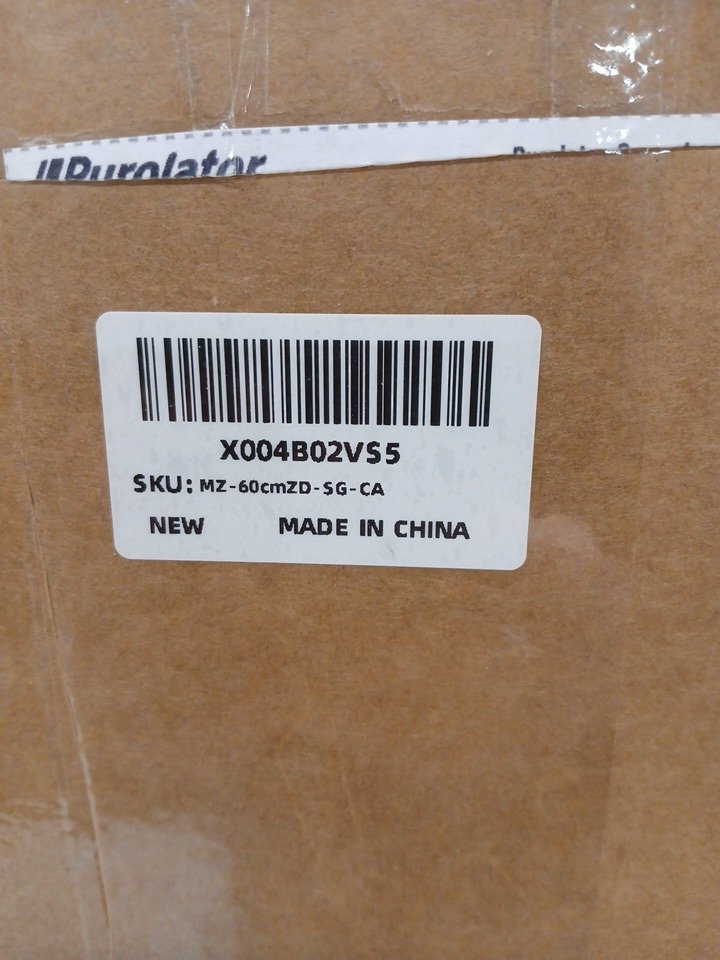 Purolator
X004B02VS5
SKU: MZ-60cmZD-SG-CA
NEW MADE IN CHINA